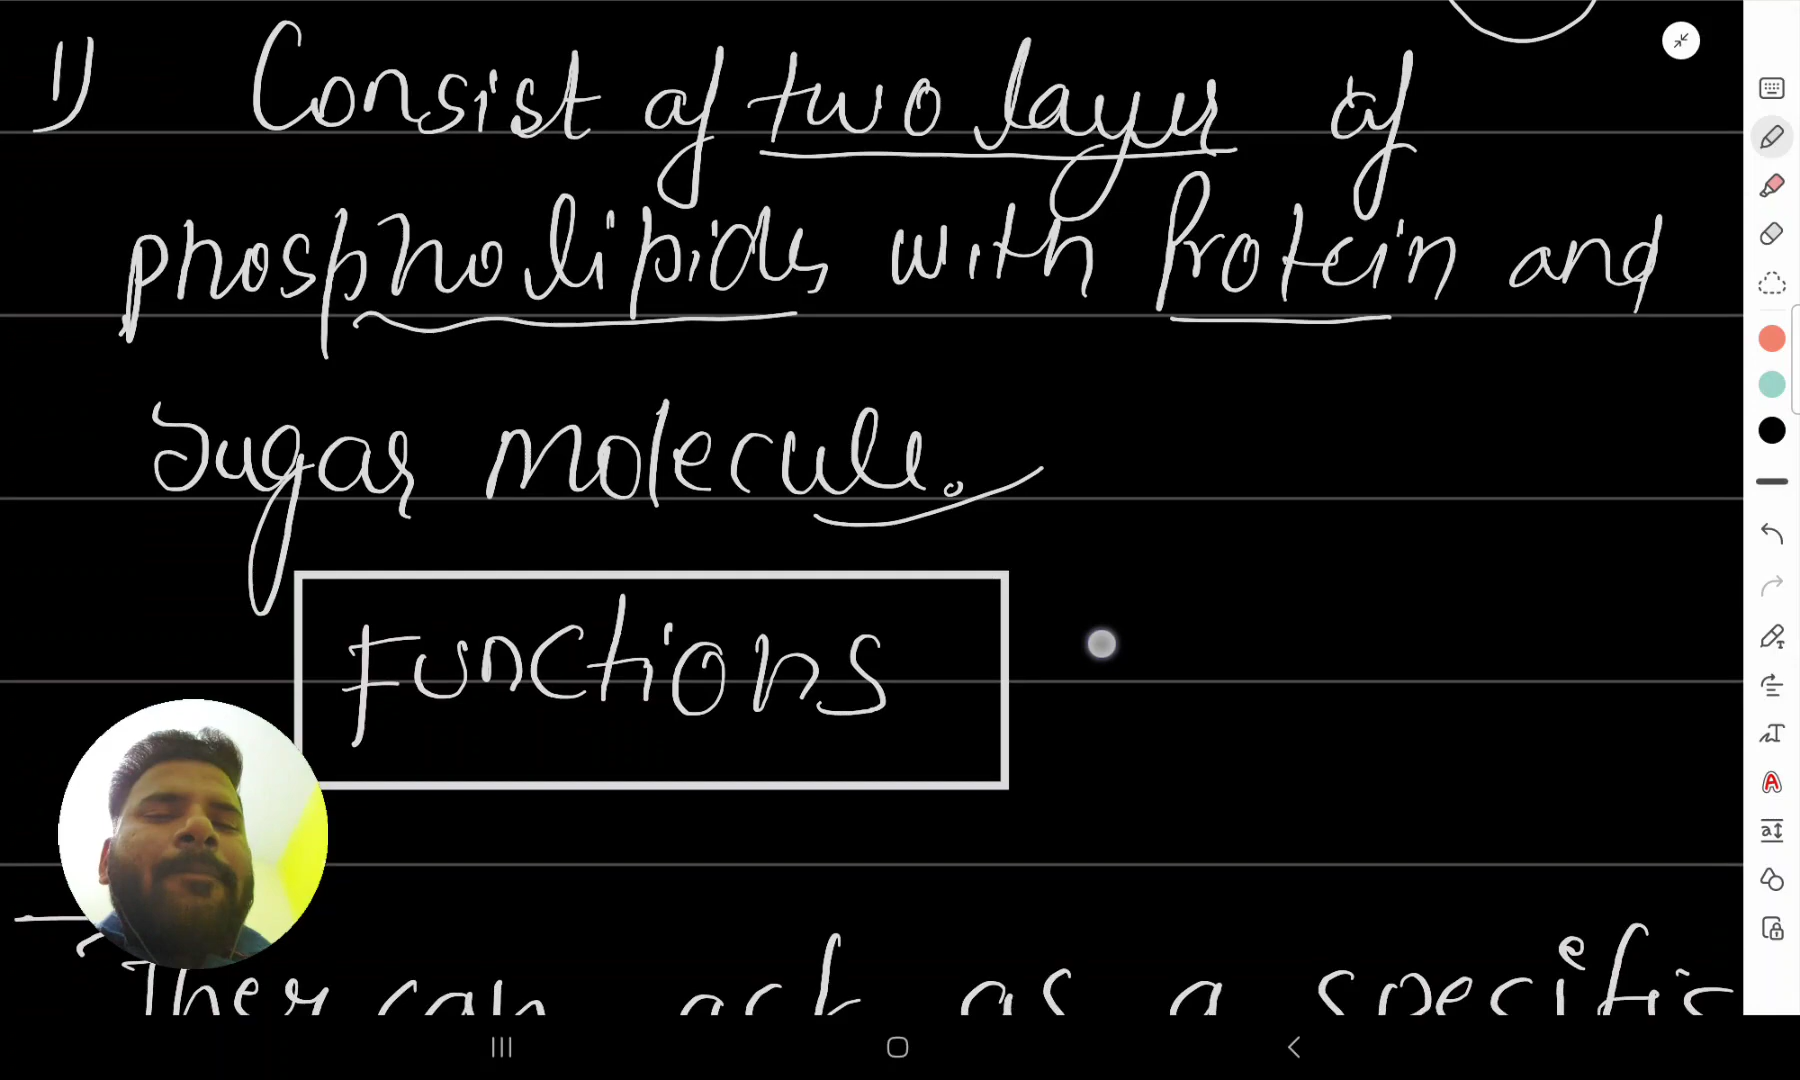 1) Consist of two layer of
phospholipids with Protein and
Sugar molecule.
Functions
They can act as a specific